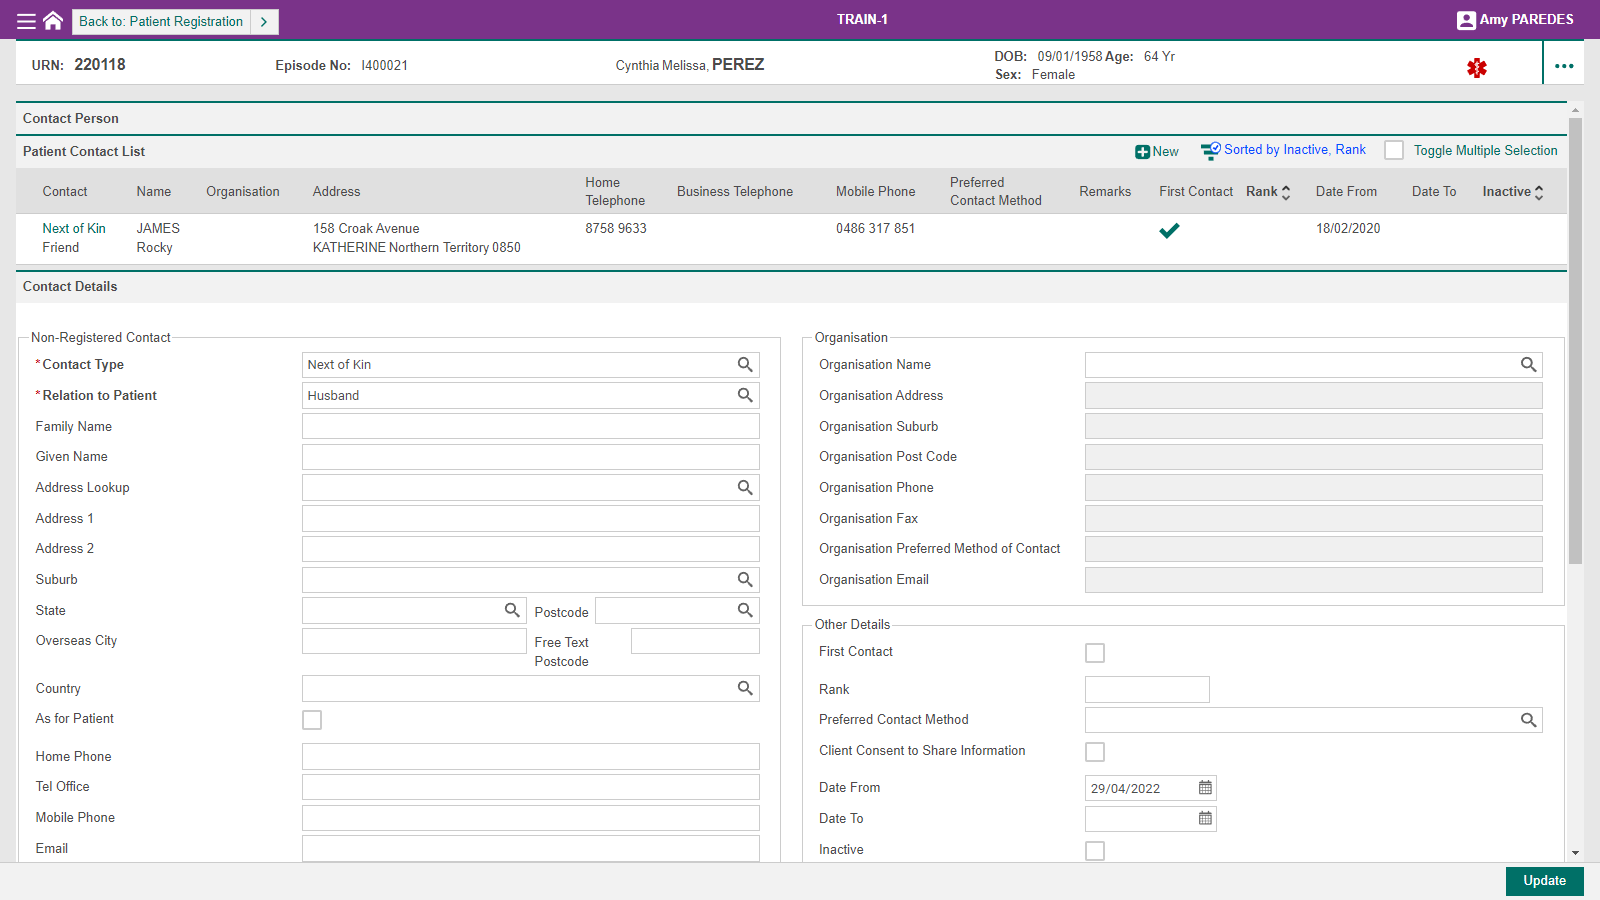 Back to: Patient Registration
TRAIN-1
Amy PAREDES
URN: 220118
Episode No: I400021
Cynthia Melissa, PEREZ
DOB: 09/01/1958 Age: 64 Yr
Sex: Female
Contact Person
Patient Contact List
New
Sorted by Inactive, Rank
Toggle Multiple Selection
Contact Name Organisation Address Home Telephone Business Telephone Mobile Phone Preferred Contact Method Remarks First Contact Rank Date From Date To Inactive
Next of Kin JAMES 158 Croak Avenue 8758 9633 0486 317 851 18/02/2020
Friend Rocky KATHERINE Northern Territory 0850
Contact Details
Non-Registered Contact
*Contact Type Next of Kin
*Relation to Patient Husband
Family Name
Given Name
Address Lookup
Address 1
Address 2
Suburb
State Postcode
Overseas City Free Text Postcode
Country
As for Patient
Home Phone
Tel Office
Mobile Phone
Email
Organisation
Organisation Name
Organisation Address
Organisation Suburb
Organisation Post Code
Organisation Phone
Organisation Fax
Organisation Preferred Method of Contact
Organisation Email
Other Details
First Contact
Rank
Preferred Contact Method
Client Consent to Share Information
Date From 29/04/2022
Date To
Inactive
Update